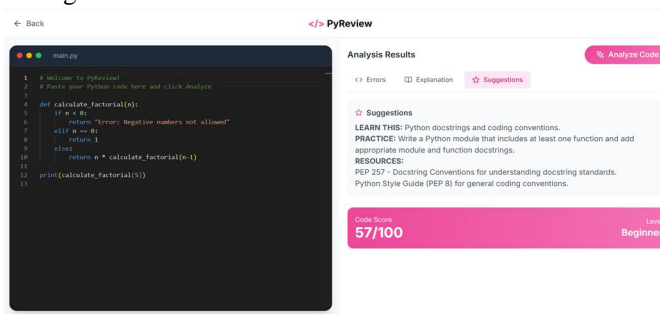 ← Back
</> PyReview
main.py
1 # Welcome to PyReview!
2 # Paste your Python code here and click Analyze
3
4 def calculate_factorial(n):
5     if n < 0:
6         return "Error: Negative numbers not allowed"
7     elif n == 0:
8         return 1
9     else:
10         return n * calculate_factorial(n-1)
11
12 print(calculate_factorial(5))
13
Analysis Results
Analyze Code
<> Errors
Explanation
Suggestions
Suggestions
LEARN THIS: Python docstrings and coding conventions.
PRACTICE: Write a Python module that includes at least one function and add
appropriate module and function docstrings.
RESOURCES:
PEP 257 - Docstring Conventions for understanding docstring standards.
Python Style Guide (PEP 8) for general coding conventions.
Code Score
57/100
Leve
Beginner